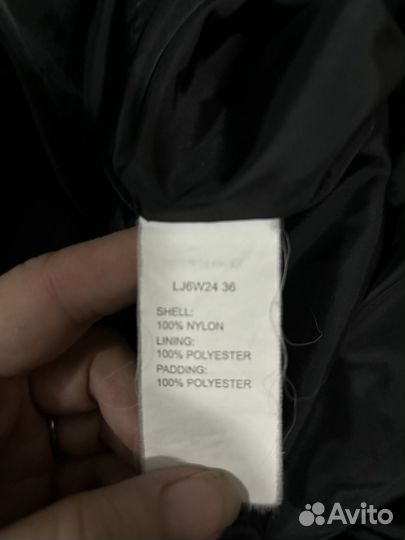 LJ6W24 36
SHELL:
100% NYLON
LINING:
100% POLYESTER
PADDING:
100% POLYESTER
Avito